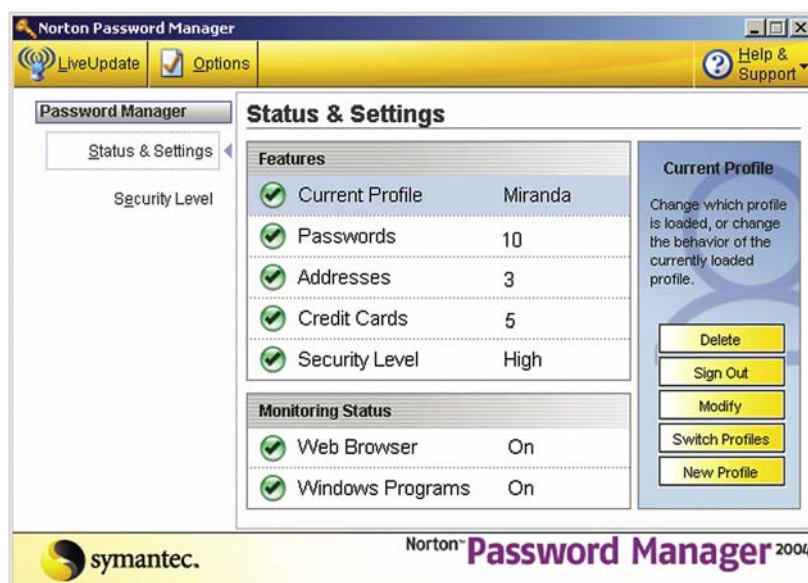 Norton Password Manager
LiveUpdate
Options
Help & Support
Password Manager
Status & Settings
Security Level
Status & Settings
Features
Current Profile Miranda
Passwords 10
Addresses 3
Credit Cards 5
Security Level High
Monitoring Status
Web Browser On
Windows Programs On
Current Profile
Change which profile
is loaded, or change
the behavior of the
currently loaded
profile.
Delete
Sign Out
Modify
Switch Profiles
New Profile
symantec.
Norton™ Password Manager 2004